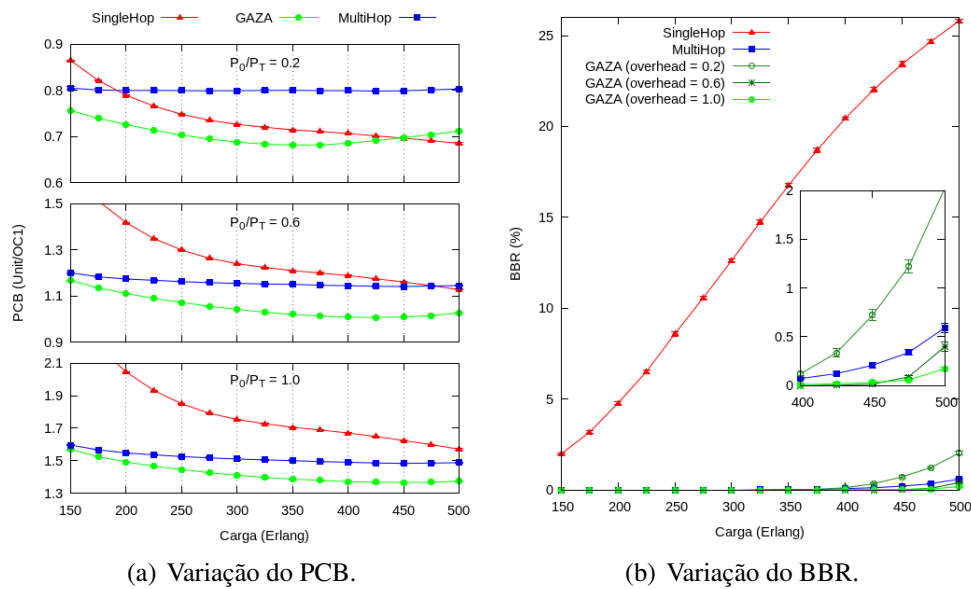 SingleHop GAZA MultiHop
0.9
0.8
0.7
0.6
P0/PT = 0.2
1.5
1.3
1.1
0.9
P0/PT = 0.6
2.1
1.9
1.7
1.5
1.3
P0/PT = 1.0
PCB (Unit/OC1)
150 200 250 300 350 400 450 500
Carga (Erlang)
(a) Variação do PCB.
SingleHop
MultiHop
GAZA (overhead = 0.2)
GAZA (overhead = 0.6)
GAZA (overhead = 1.0)
25
20
15
10
5
0
BBR (%)
2
1.5
1
0.5
0
400 450 500
150 200 250 300 350 400 450 500
Carga (Erlang)
(b) Variação do BBR.